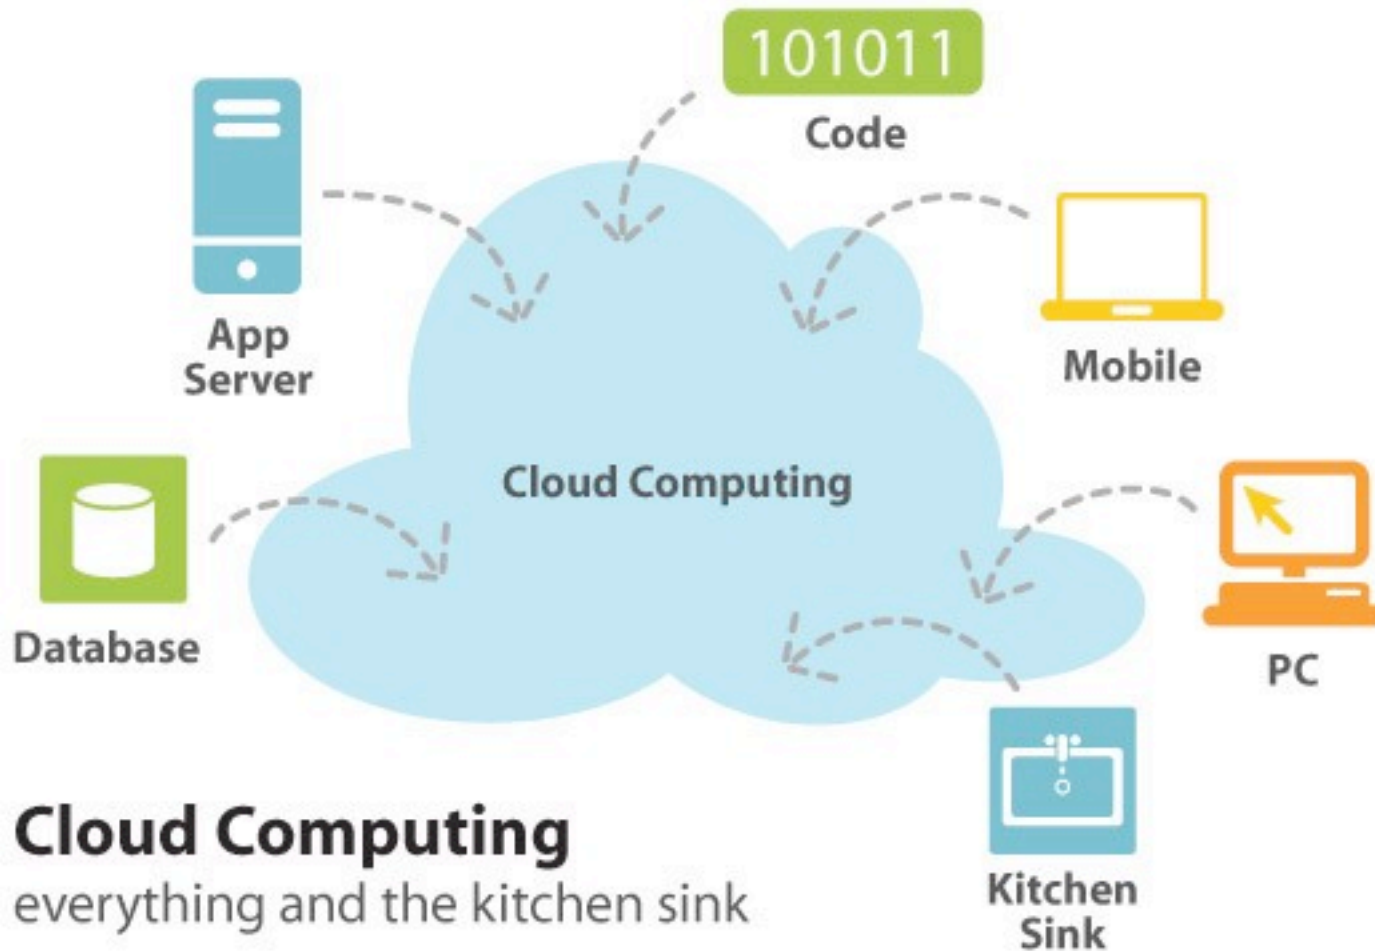 101011
Code
App
Server
Mobile
Cloud Computing
Database
PC
Kitchen
Sink
Cloud Computing
everything and the kitchen sink